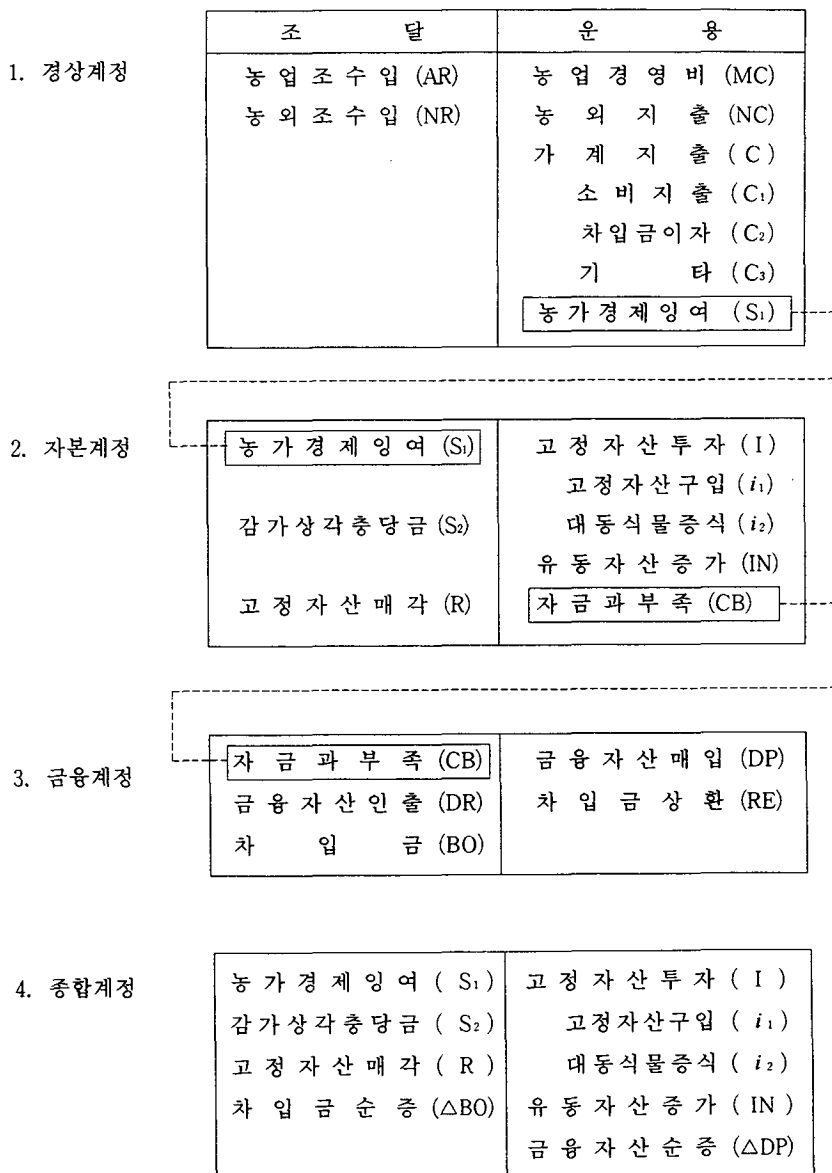 조 달 운 용
1. 경상계정
농업조수입 (AR) 농업경영비 (MC)
농외조수입 (NR) 농외지출 (NC)
가계지출 (C)
소비지출 (C₁)
차입금이자 (C₂)
기타 (C₃)
농가경제잉여 (S₁)
2. 자본계정
농가경제잉여 (S₁) 고정자산투자 (I)
고정자산구입 (i₁)
감가상각충당금 (S₂) 대동식물증식 (i₂)
유동자산증가 (IN)
고정자산매각 (R) 자금과부족 (CB)
3. 금융계정
자금과부족 (CB) 금융자산매입 (DP)
금융자산인출 (DR) 차입금상환 (RE)
차입금 (BO)
4. 종합계정
농가경제잉여 (S₁) 고정자산투자 (I)
감가상각충당금 (S₂) 고정자산구입 (i₁)
고정자산매각 (R) 대동식물증식 (i₂)
차입금순증 (△BO) 유동자산증가 (IN)
금융자산순증 (△DP)